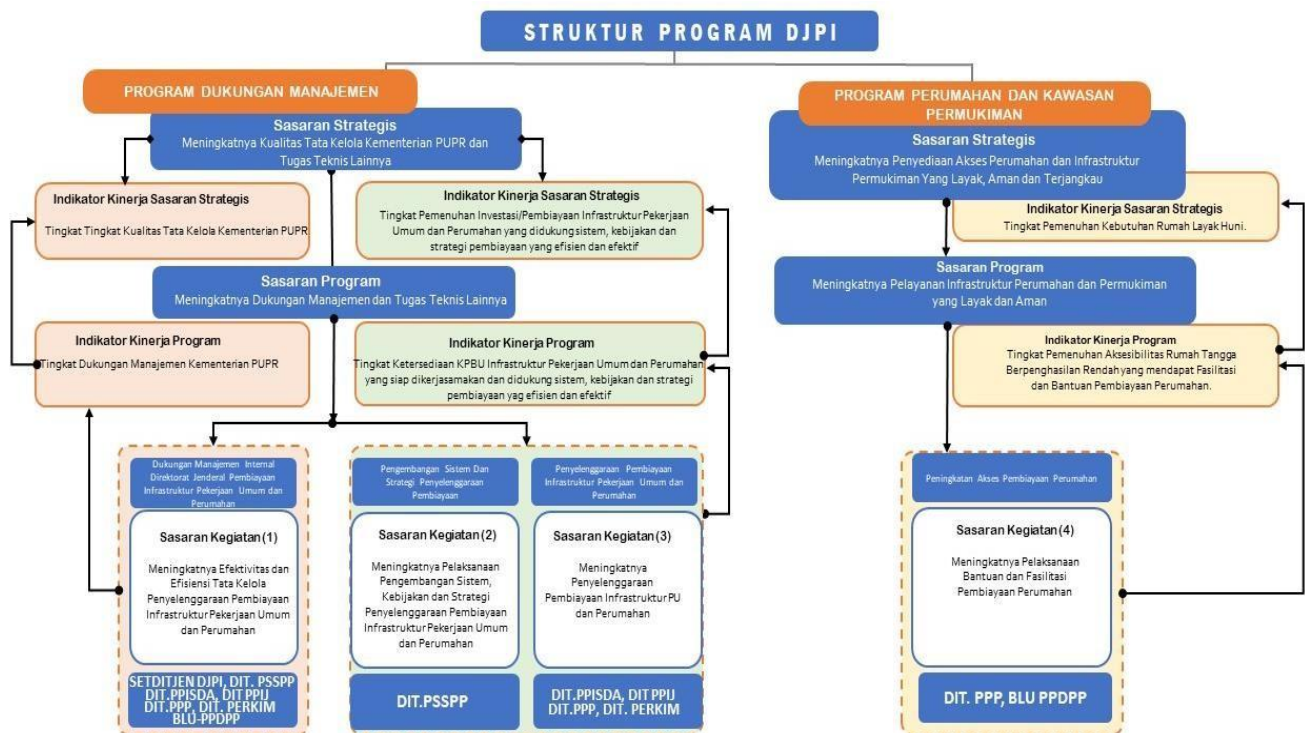 STRUKTUR PROGRAM DJPI
PROGRAM DUKUNGAN MANAJEMEN
Sasaran Strategis
Meningkatnya Kualitas Tata Kelola Kementerian PUPR dan
Tugas Teknis Lainnya
Indikator Kinerja Sasaran Strategis
Tingkat Tingkat Kualitas Tata Kelola Kementerian PUPR
Indikator Kinerja Sasaran Strategis
Tingkat Pemenuhan Investasi/Pembiayaan Infrastruktur Pekerjaan
Umum dan Perumahan yang didukung sistem, kebijakan dan
strategi pembiayaan yang efisien dan efektif
Sasaran Program
Meningkatnya Dukungan Manajemen dan Tugas Teknis Lainnya
Indikator Kinerja Program
Tingkat Dukungan Manajemen Kementerian PUPR
Indikator Kinerja Program
Tingkat Ketersediaan KPBU Infrastruktur Pekerjaan Umum dan Perumahan
yang siap dikerjasamakan dan didukung sistem, kebijakan dan strategi
pembiayaan yag efisien dan efektif
Dukungan Manajemen Internal
Direktorat Jenderal Pembiayaan
Infrastruktur Pekerjaan Umum dan
Perumahan
Sasaran Kegiatan (1)
Meningkatnya Efektivitas dan
Efisiensi Tata Kelola
Penyelenggaraan Pembiayaan
Infrastruktur Pekerjaan Umum
dan Perumahan
SETDITJEN DJPI, DIT. PSSPP
DIT.PPISDA, DIT PPIJ
DIT.PPP, DIT. PERKIM
BLU-PPDPP
Pengembangan Sistem Dan
Strategi Penyelenggaraan
Pembiayaan
Sasaran Kegiatan (2)
Meningkatnya Pelaksanaan
Pengembangan Sistem,
Kebijakan dan Strategi
Penyelenggaraan Pembiayaan
Infrastruktur Pekerjaan Umum
dan Perumahan
DIT.PSSPP
Penyelenggaraan Pembiayaan
Infrastruktur Pekerjaan Umum dan
Perumahan
Sasaran Kegiatan (3)
Meningkatnya
Penyelenggaraan
Pembiayaan Infrastruktur PU
dan Perumahan
DIT.PPISDA, DIT PPIJ
DIT.PPP, DIT. PERKIM
PROGRAM PERUMAHAN DAN KAWASAN
PERMUKIMAN
Sasaran Strategis
Meningkatnya Penyediaan Akses Perumahan dan Infrastruktur
Permukiman Yang Layak, Aman dan Terjangkau
Indikator Kinerja Sasaran Strategis
Tingkat Pemenuhan Kebutuhan Rumah Layak Huni.
Sasaran Program
Meningkatnya Pelayanan Infrastruktur Perumahan dan Permukiman
yang Layak dan Aman
Indikator Kinerja Program
Tingkat Pemenuhan Aksesibilitas Rumah Tangga
Berpenghasilan Rendah yang mendapat Fasilitasi
dan Bantuan Pembiayaan Perumahan.
Peningkatan Akses Pembiayaan Perumahan
Sasaran Kegiatan (4)
Meningkatnya Pelaksanaan
Bantuan dan Fasilitasi
Pembiayaan Perumahan
DIT. PPP, BLU PPDPP